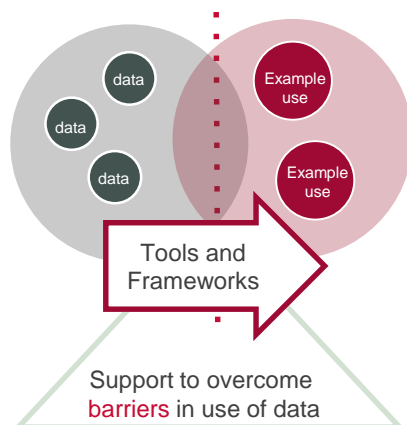 data
data
data
Example
use
Example
use
Tools and
Frameworks
Support to overcome
barriers in use of data